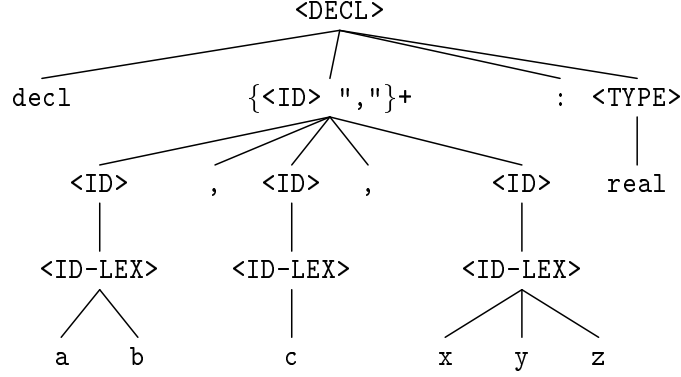 <DECL>
decl {<ID> ","}+ : <TYPE>
<ID> , <ID> , <ID> real
<ID-LEX> <ID-LEX> <ID-LEX>
a b c x y z